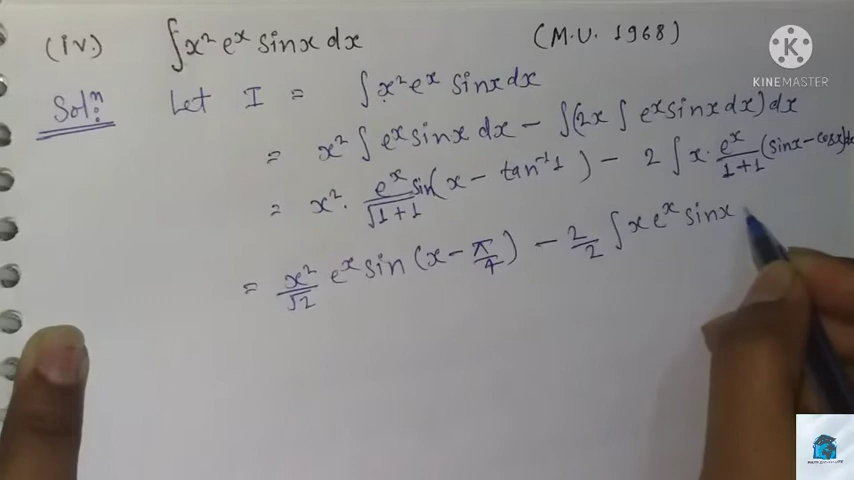 (iv.) ∫x² eˣ sinx dx (M.U. 1968)
Solⁿ: Let I = ∫x² eˣ sinx dx
= x² ∫eˣ sinx dx − ∫(2x ∫eˣ sinx dx) dx
= x² · eˣ/√1+1 sin(x − tan⁻¹1) − 2∫x · eˣ/1+1 (sinx − cosx)dx
= x²/√2 eˣ sin(x − π/4) − 2/2 ∫x eˣ sinx
KINEMASTER